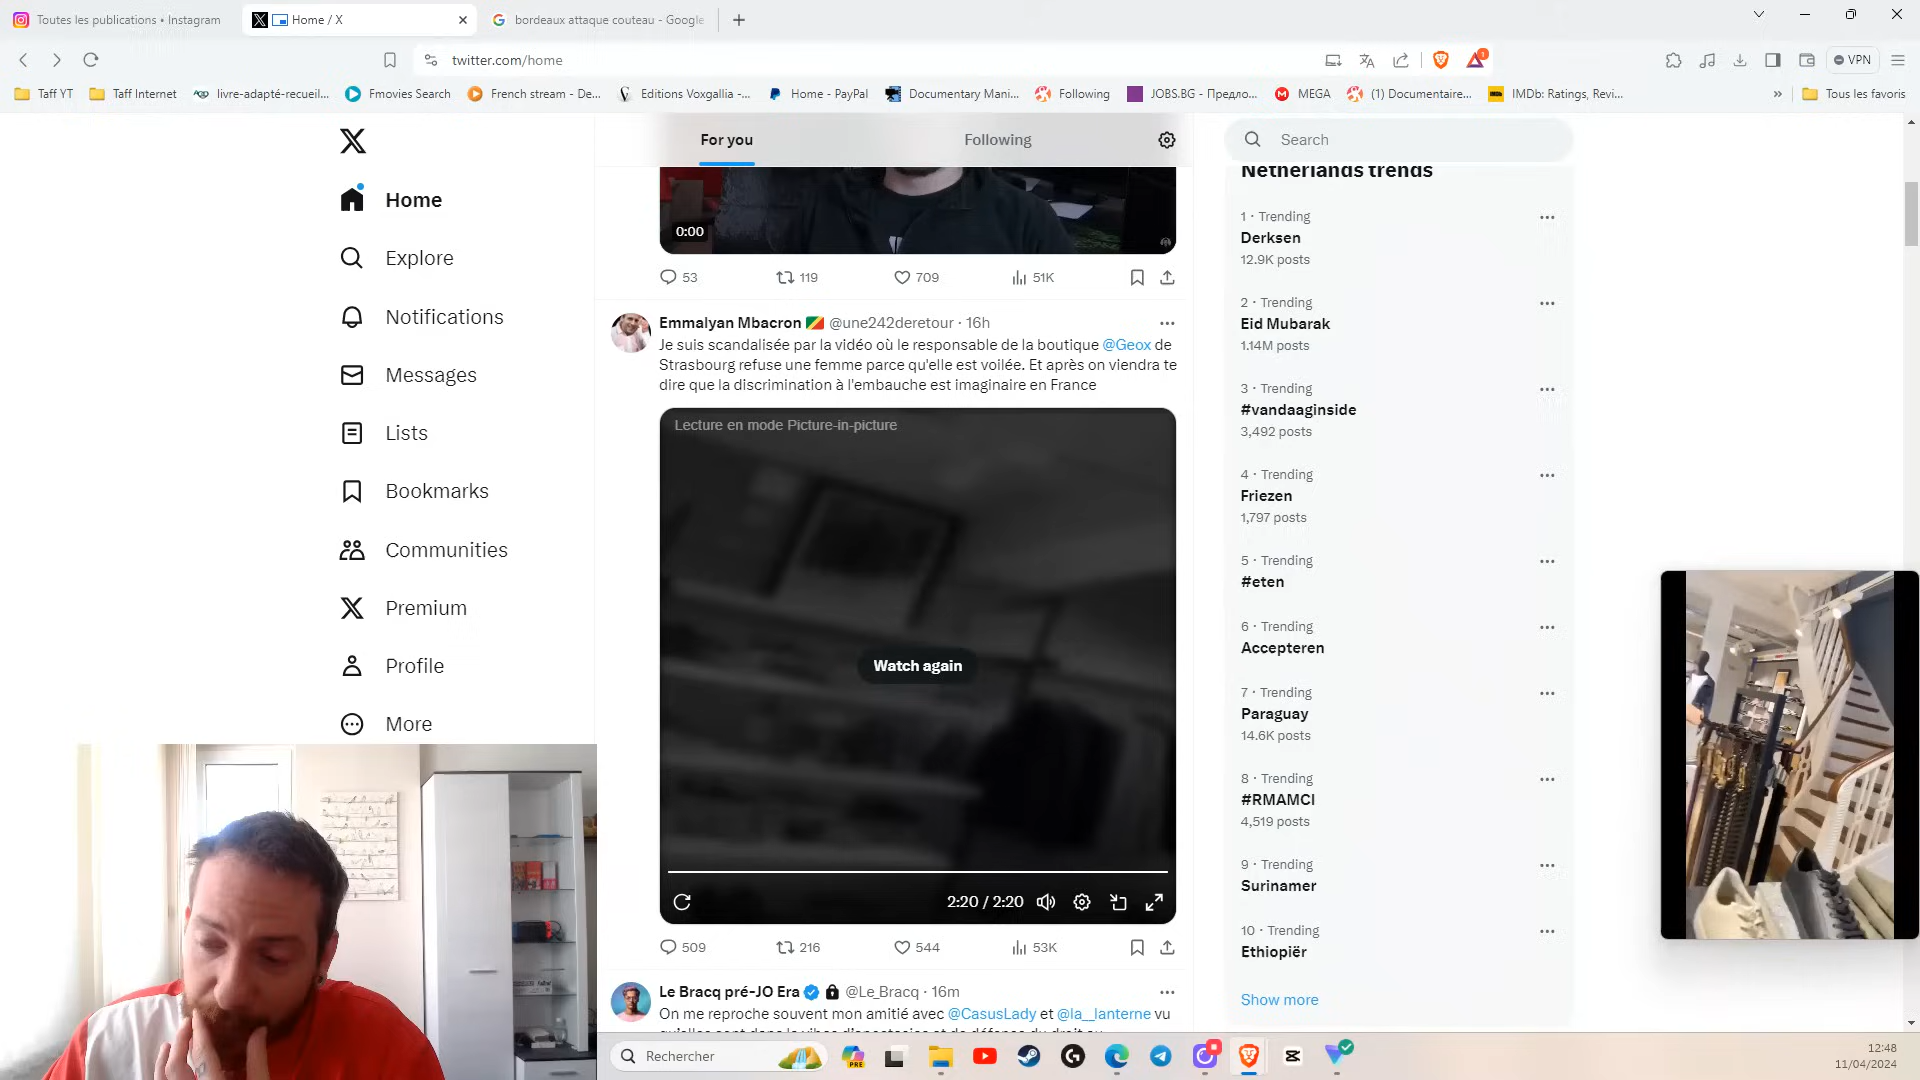 Toutes les publications • Instagram
Home / X
bordeaux attaque couteau - Google
twitter.com/home
1
VPN
Taff YT
Taff Internet
livre-adapté-recueil...
Fmovies Search
French stream - De...
Editions Voxgallia -...
Home - PayPal
Documentary Mani...
Following
JOBS.BG - Предло...
MEGA
(1) Documentaire...
IMDb: Ratings, Revi...
Tous les favoris
Home
Explore
Notifications
Messages
Lists
Bookmarks
Communities
Premium
Profile
More
For you
Following
0:00
53
119
709
51K
Emmalyan Mbacron 🇨🇬 @une242deretour · 16h
Je suis scandalisée par la vidéo où le responsable de la boutique @Geox de
Strasbourg refuse une femme parce qu'elle est voilée. Et après on viendra te
dire que la discrimination à l'embauche est imaginaire en France
Lecture en mode Picture-in-picture
Watch again
2:20 / 2:20
509
216
544
53K
Le Bracq pré-JO Era @Le_Bracq · 16m
On me reproche souvent mon amitié avec @CasusLady et @la__lanterne vu
Search
Netherlands trends
1 · Trending
Derksen
12.9K posts
2 · Trending
Eid Mubarak
1.14M posts
3 · Trending
#vandaaginside
3,492 posts
4 · Trending
Friezen
1,797 posts
5 · Trending
#eten
6 · Trending
Accepteren
7 · Trending
Paraguay
14.6K posts
8 · Trending
#RMAMCI
4,519 posts
9 · Trending
Surinamer
10 · Trending
Ethiopiër
Show more
Rechercher
PRE
12:48
11/04/2024